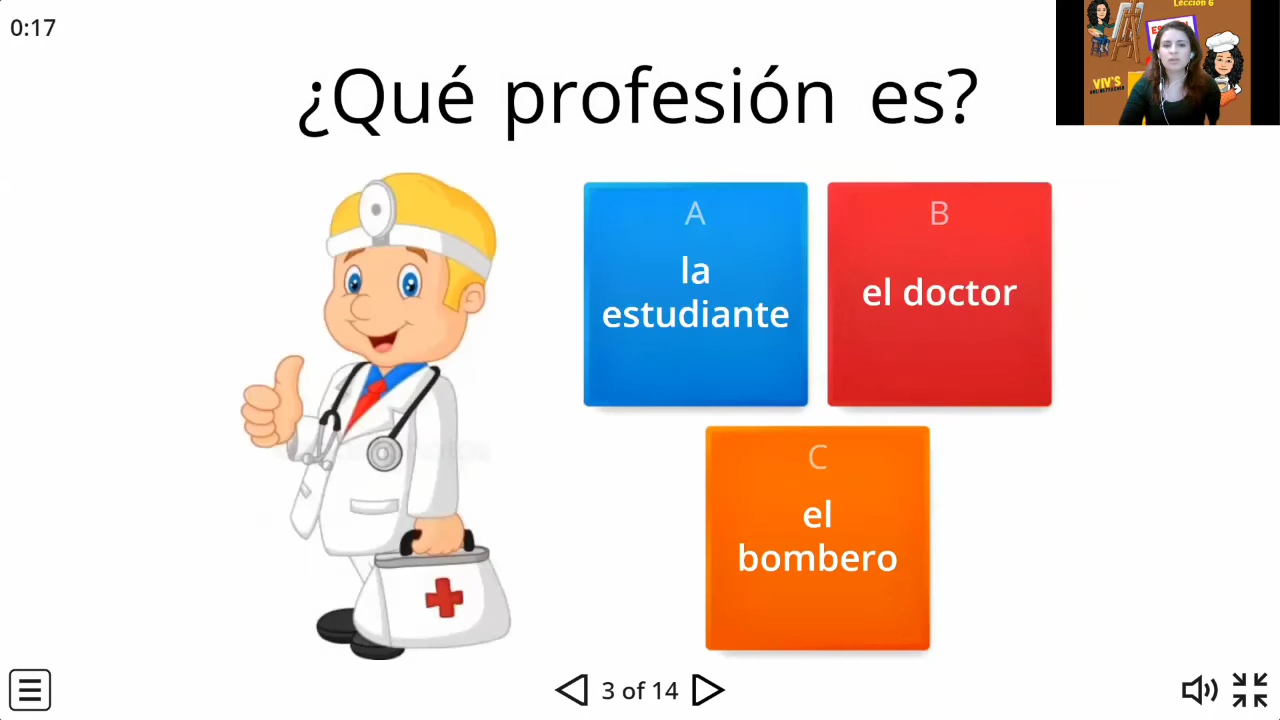 0:17
Lección 6
VIV'S
¿Qué profesión es?
A
la
estudiante
B
el doctor
C
el
bombero
3 of 14